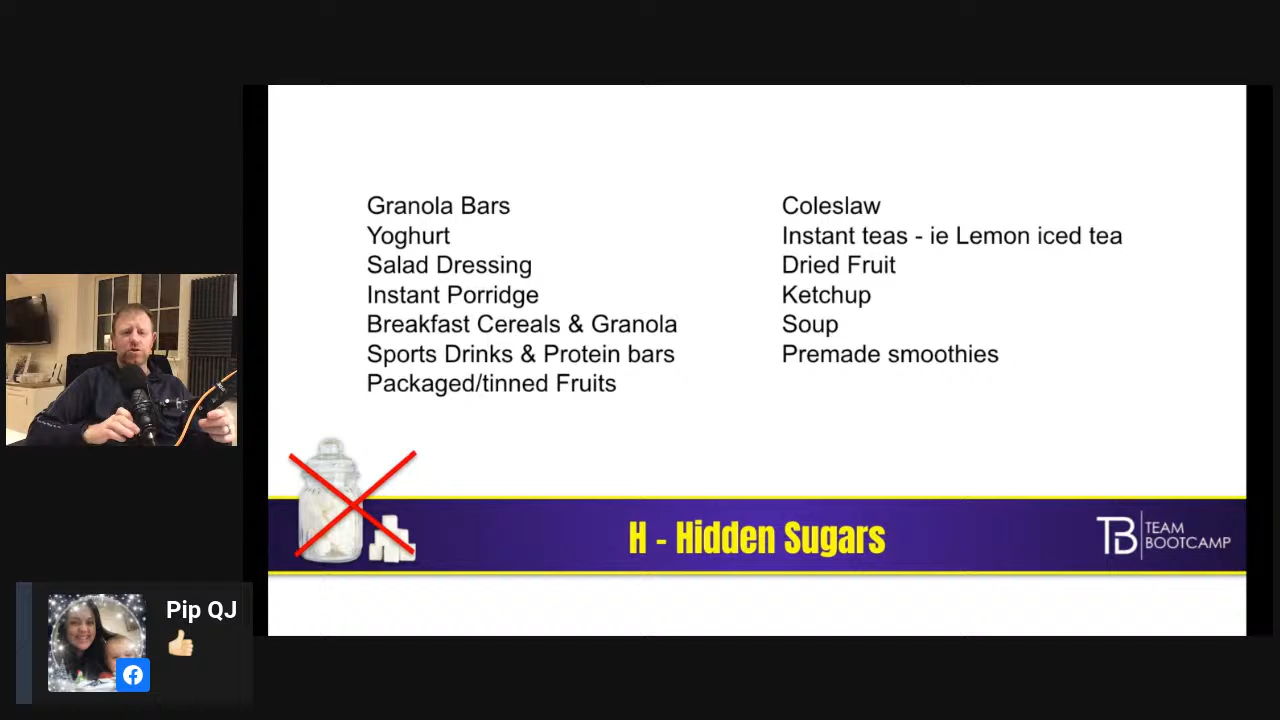 Granola Bars
Yoghurt
Salad Dressing
Instant Porridge
Breakfast Cereals & Granola
Sports Drinks & Protein bars
Packaged/tinned Fruits
Coleslaw
Instant teas - ie Lemon iced tea
Dried Fruit
Ketchup
Soup
Premade smoothies
H - Hidden Sugars
TB TEAM
BOOTCAMP
Pip QJ
👍🏼